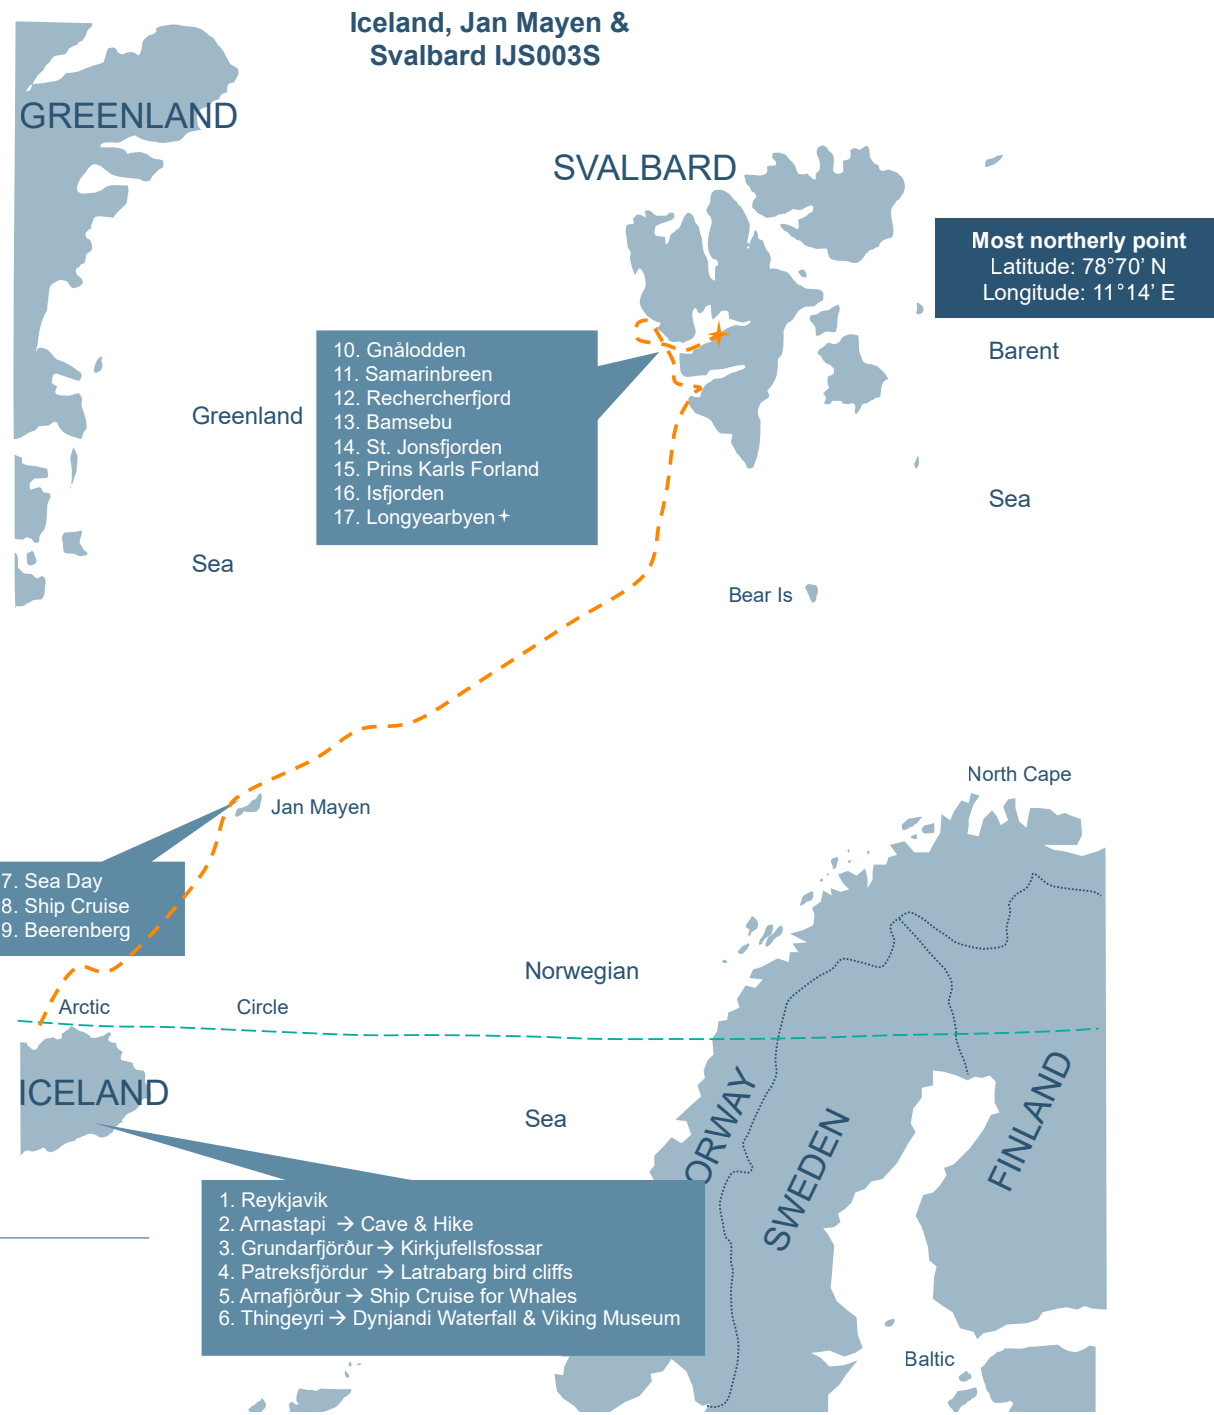 Iceland, Jan Mayen &
Svalbard IJS003S
GREENLAND
SVALBARD
Most northerly point
Latitude: 78°70’ N
Longitude: 11°14’ E
10. Gnålodden
11. Samarinbreen
12. Rechercherfjord
13. Bamsebu
14. St. Jonsfjorden
15. Prins Karls Forland
16. Isfjorden
17. Longyearbyen
Barent
Greenland
Sea
Sea
Bear Is
North Cape
Jan Mayen
7. Sea Day
8. Ship Cruise
9. Beerenberg
Norwegian
Arctic Circle
ICELAND
Sea
ORWAY
SWEDEN
FINLAND
1. Reykjavik
2. Arnastapi → Cave & Hike
3. Grundarfjörður → Kirkjufellsfossar
4. Patreksfjördur → Latrabarg bird cliffs
5. Arnafjörður → Ship Cruise for Whales
6. Thingeyri → Dynjandi Waterfall & Viking Museum
Baltic